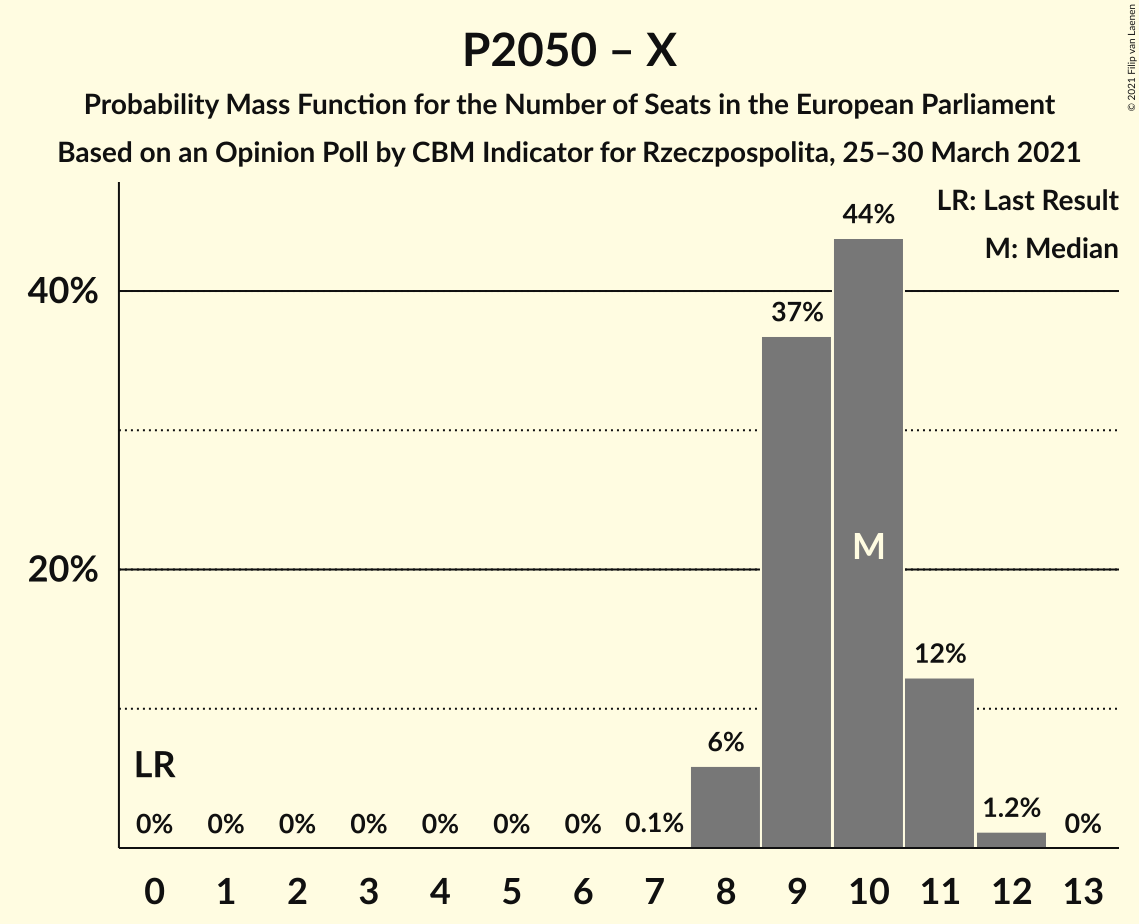 P2050 – X
Probability Mass Function for the Number of Seats in the European Parliament
Based on an Opinion Poll by CBM Indicator for Rzeczpospolita, 25–30 March 2021
© 2021 Filip van Laenen
LR: Last Result
M: Median
44%
40%
37%
M
20%
12%
6%
LR
1.2%
0% 0% 0% 0% 0% 0% 0% 0.1% 0%
0 1 2 3 4 5 6 7 8 9 10 11 12 13